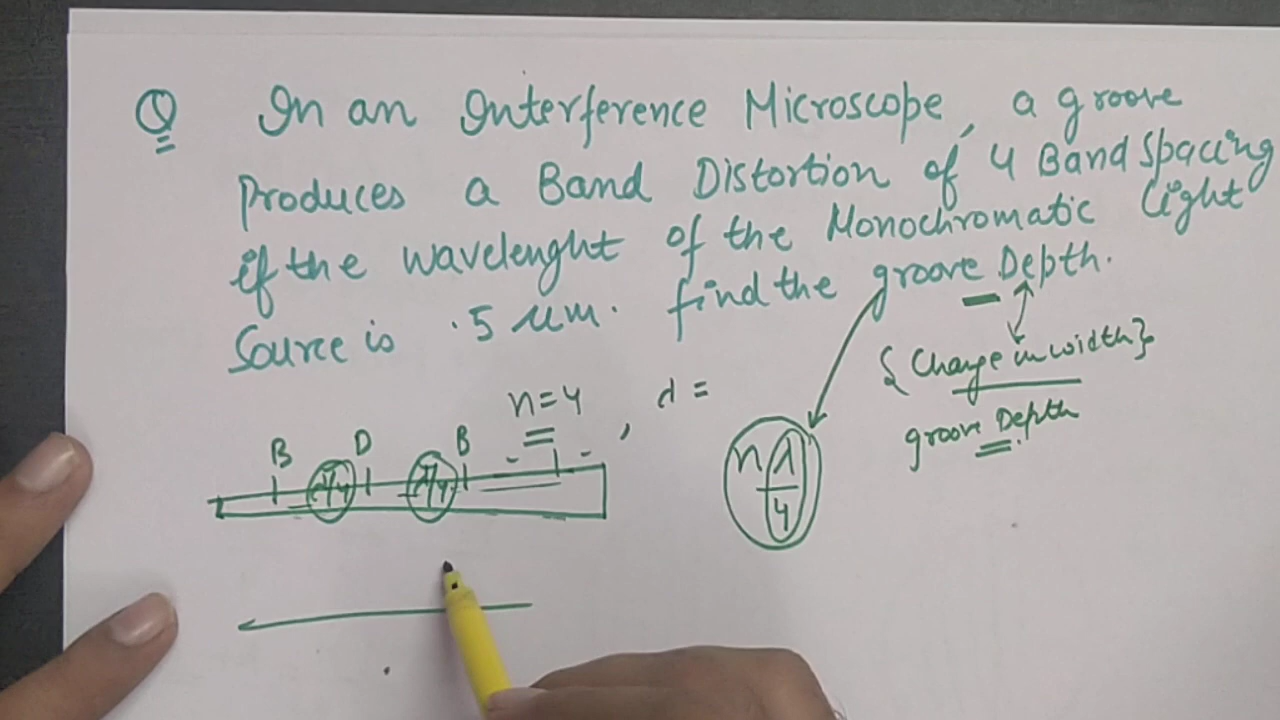 Q In an Interference Microscope, a groove
Produces a Band Distortion of 4 Band Spacing
if the wavelenght of the Monochromatic light
Source is .5 um. find the groove Depth.
{Change in width}
groove Depth
n=4, d=
B D B
λ/4 λ/4
nλ/4